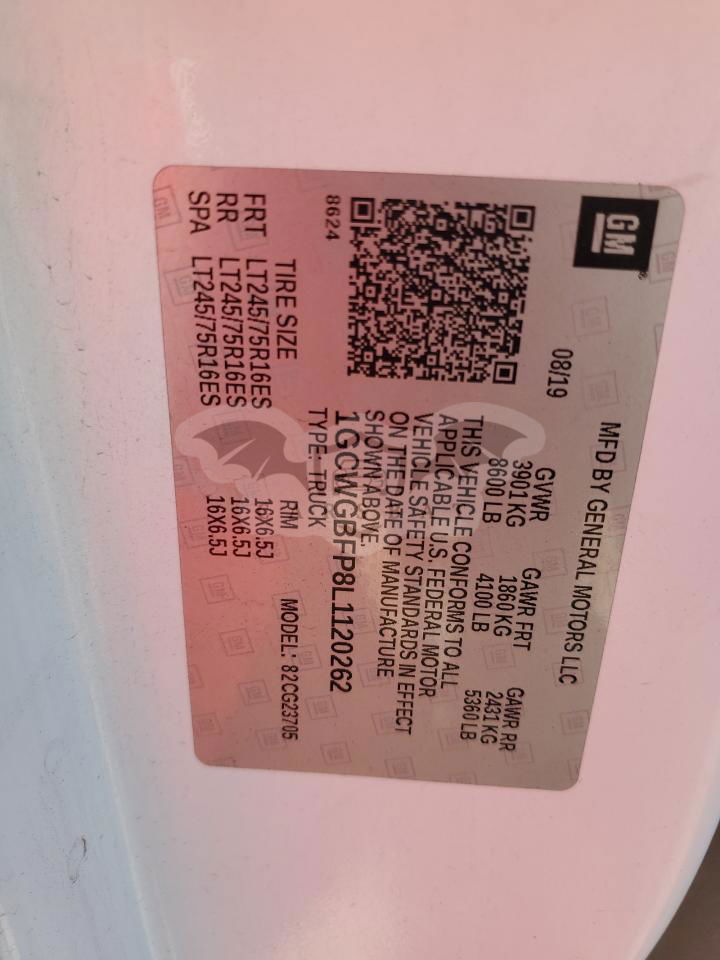 GM
MFD BY GENERAL MOTORS LLC
08/19
GVWR GAWR FRT GAWR RR
3901 KG 1860 KG 2431 KG
8600 LB 4100 LB 5360 LB
THIS VEHICLE CONFORMS TO ALL
APPLICABLE U.S. FEDERAL MOTOR
VEHICLE SAFETY STANDARDS IN EFFECT
ON THE DATE OF MANUFACTURE
SHOWN ABOVE.
1GCWGBFP8L1120262
8624
TYPE: TRUCK MODEL: 82CG23705
TIRE SIZE RIM
FRT LT245/75R16ES 16X6.5J
RR LT245/75R16ES 16X6.5J
SPA LT245/75R16ES 16X6.5J